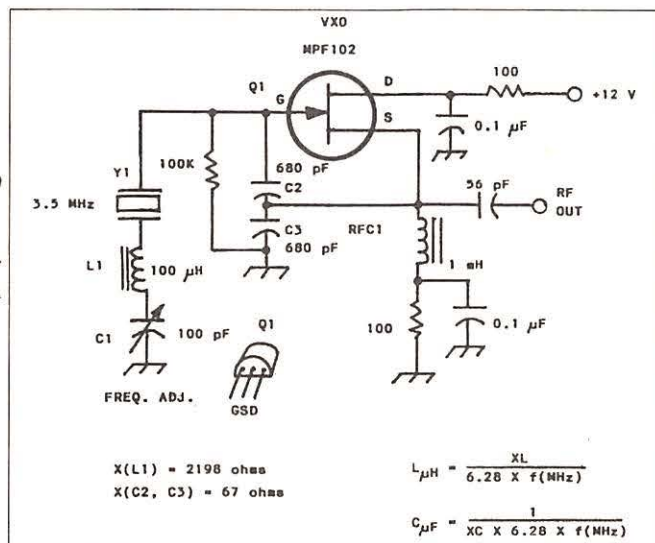 VXO
MPF102
Q1
G
D
S
100
+12 V
0.1 µF
Y1
3.5 MHz
100K
680 pF
C2
C3
680 pF
RFC1
1 mH
56 pF
RF
OUT
L1
100 µH
C1
100 pF
FREQ. ADJ.
Q1
GSD
100
0.1 µF
X(L1) = 2198 ohms
X(C2, C3) = 67 ohms
LµH = XL
6.28 X f(MHz)
CµF = 1
XC X 6.28 X f(MHz)